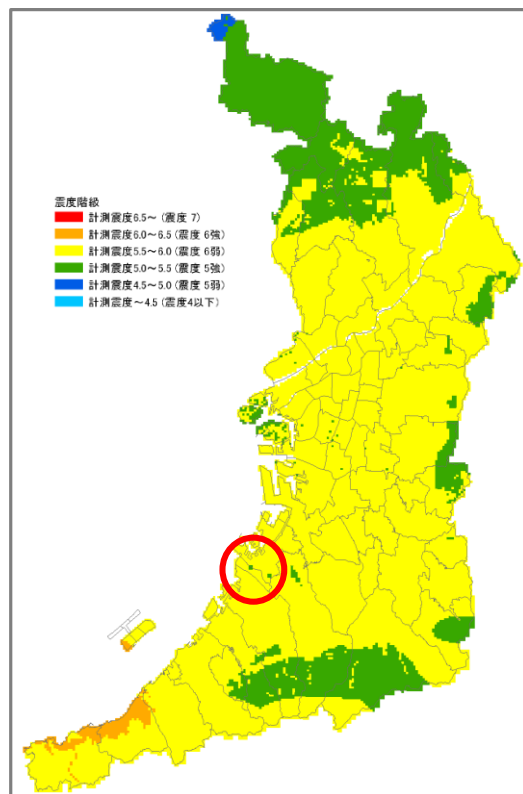 震度階級
計測震度6.5～ (震度 7)
計測震度6.0～6.5 (震度 6強)
計測震度5.5～6.0 (震度 6弱)
計測震度5.0～5.5 (震度 5強)
計測震度4.5～5.0 (震度 5弱)
計測震度～4.5 (震度4以下)